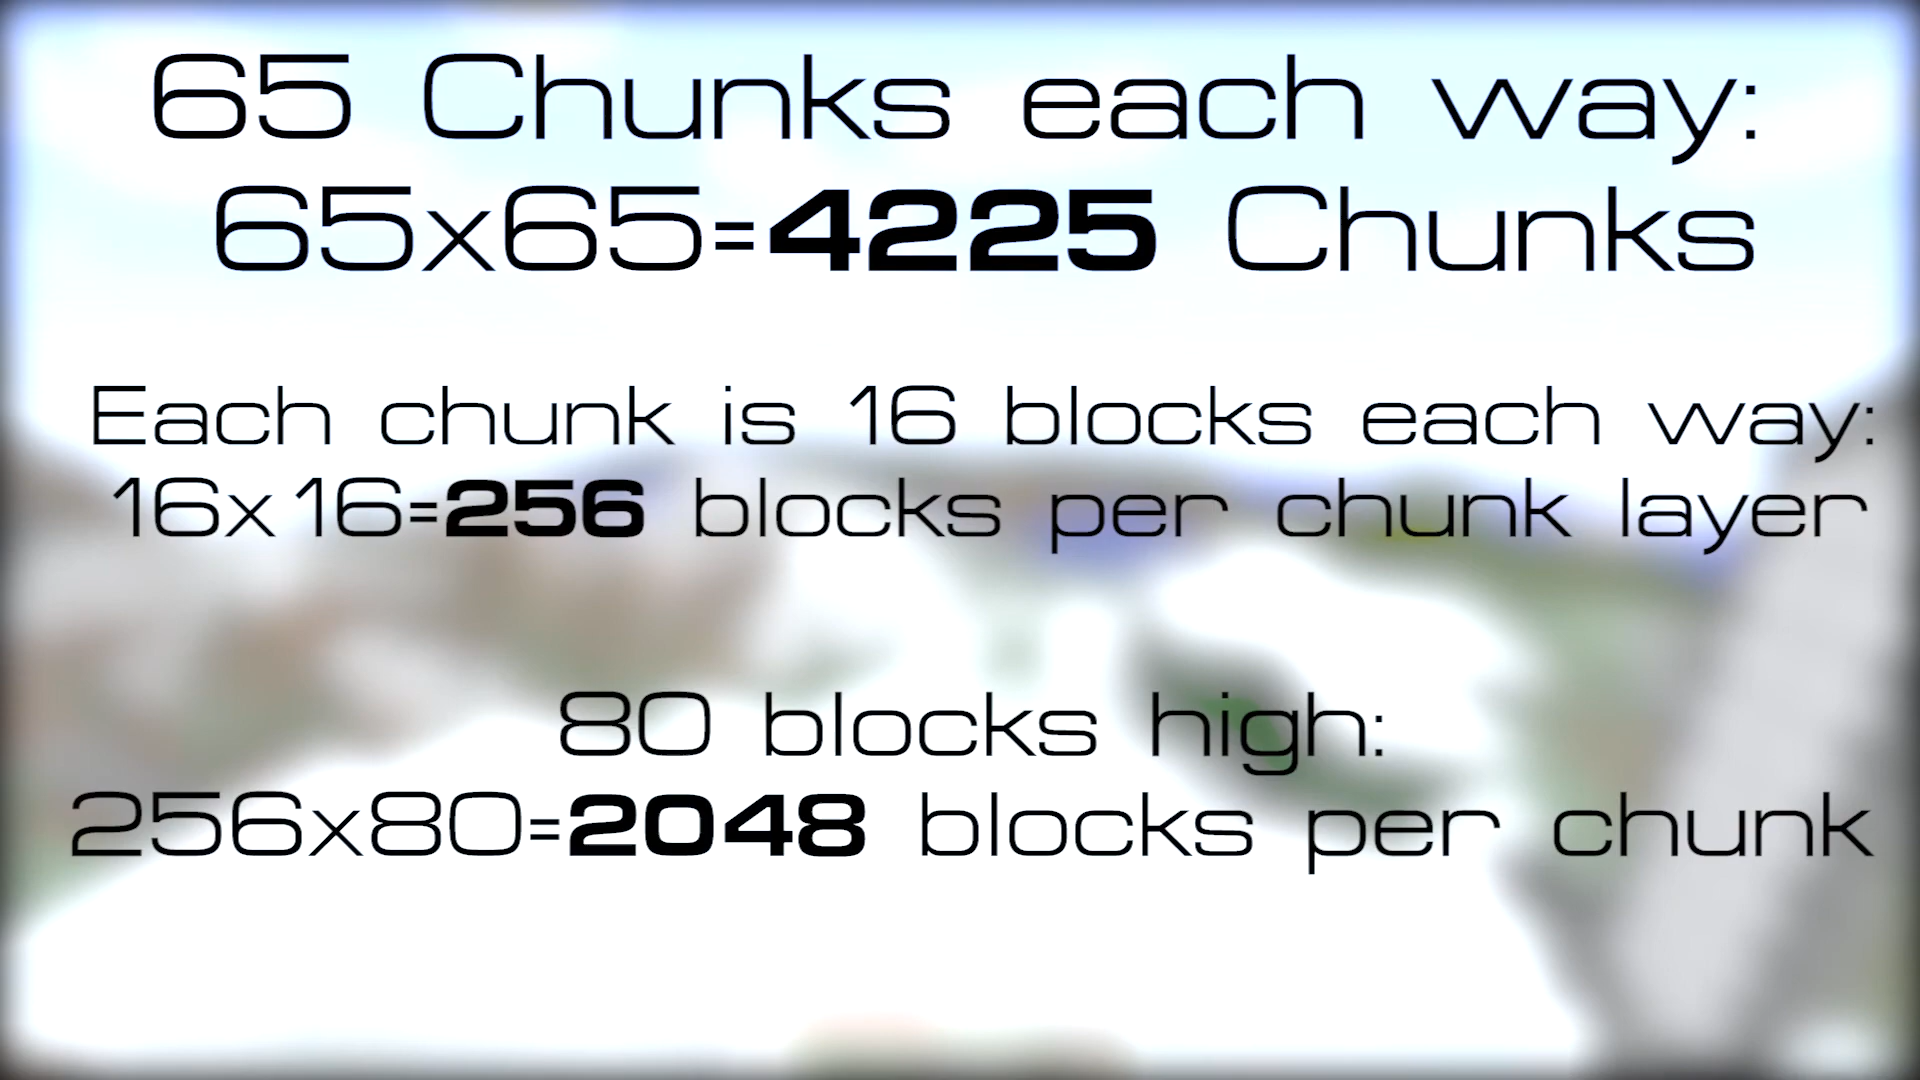 65 Chunks each way:
65x65=4225 Chunks
Each chunk is 16 blocks each way:
16x16=256 blocks per chunk layer
80 blocks high:
256x80=2048 blocks per chunk